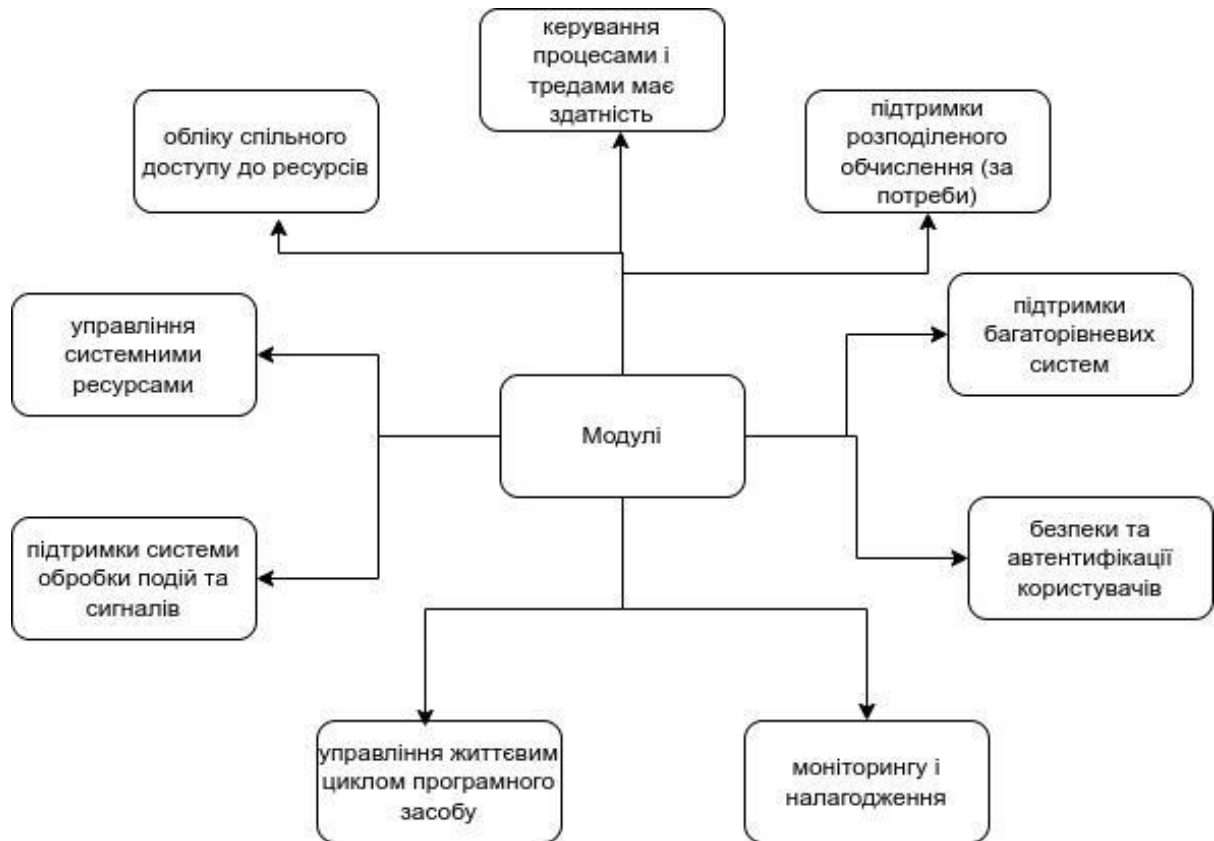 керування
процесами і
тредами має
здатність
обліку спільного
доступу до ресурсів
підтримки
розподіленого
обчислення (за
потреби)
управління
системними
ресурсами
підтримки
багаторівневих
систем
Модулі
підтримки системи
обробки подій та
сигналів
безпеки та
автентифікації
користувачів
управління життєвим
циклом програмного
засобу
моніторингу і
налагодження